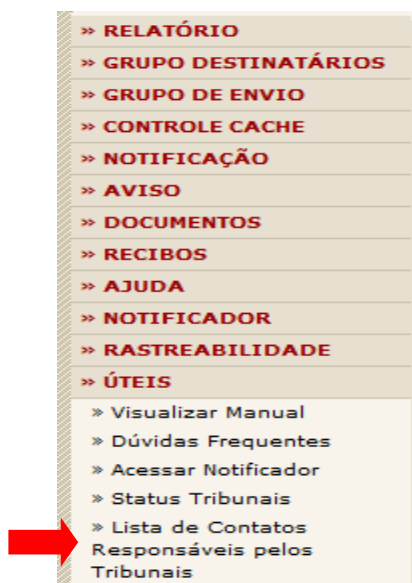 » RELATÓRIO
» GRUPO DESTINATÁRIOS
» GRUPO DE ENVIO
» CONTROLE CACHE
» NOTIFICAÇÃO
» AVISO
» DOCUMENTOS
» RECIBOS
» AJUDA
» NOTIFICADOR
» RASTREABILIDADE
» ÚTEIS
» Visualizar Manual
» Dúvidas Frequentes
» Acessar Notificador
» Status Tribunais
» Lista de Contatos
Responsáveis pelos
Tribunais